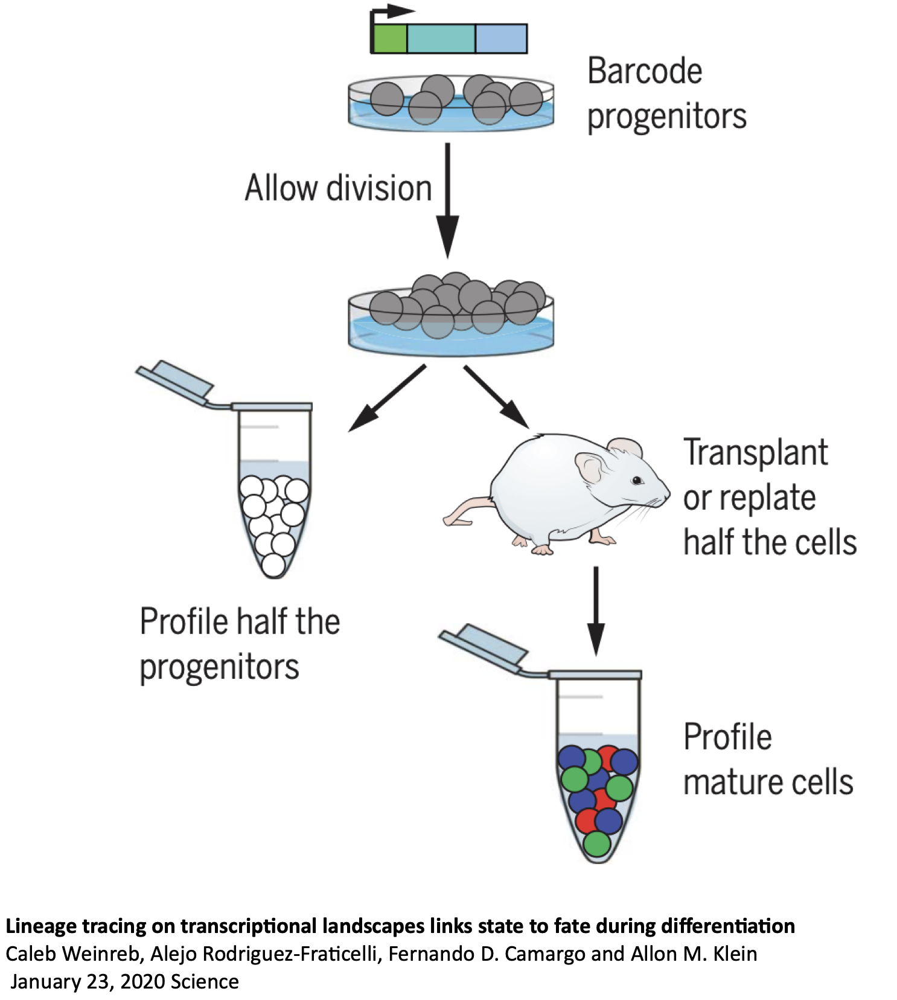 Barcode
progenitors
Allow division
Transplant
or replate
half the cells
Profile half the
progenitors
Profile
mature cells
Lineage tracing on transcriptional landscapes links state to fate during differentiation
Caleb Weinreb, Alejo Rodriguez-Fraticelli, Fernando D. Camargo and Allon M. Klein
January 23, 2020 Science